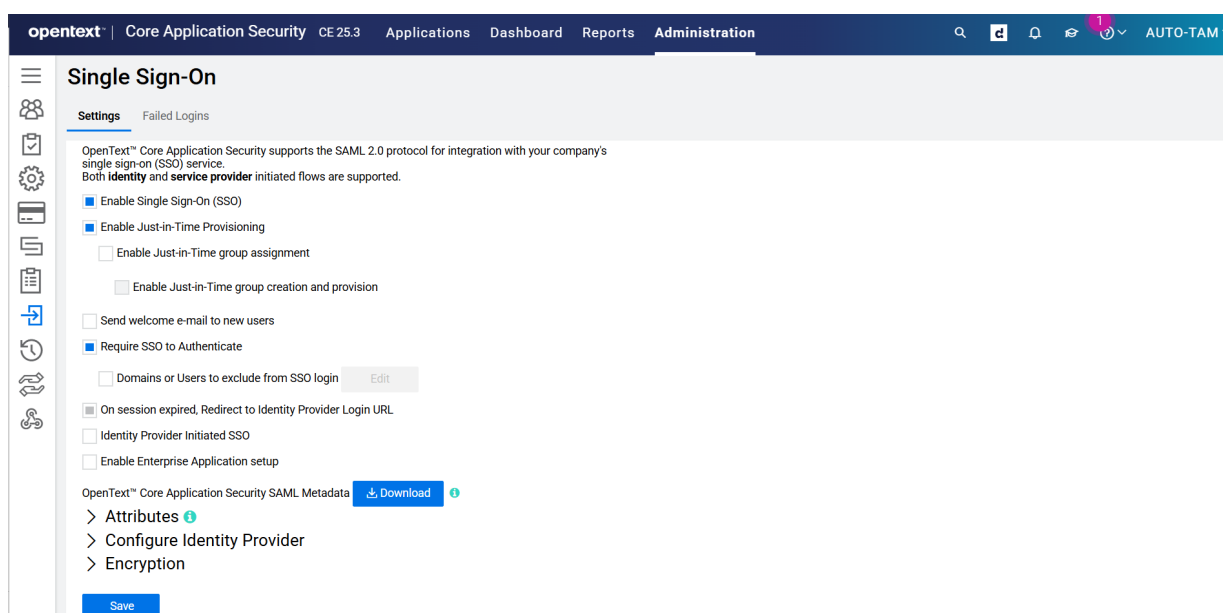 opentext™ | Core Application Security CE 25.3 Applications Dashboard Reports Administration 1 AUTO-TAM
Single Sign-On
Settings Failed Logins
OpenText™ Core Application Security supports the SAML 2.0 protocol for integration with your company's
single sign-on (SSO) service.
Both identity and service provider initiated flows are supported.
Enable Single Sign-On (SSO)
Enable Just-in-Time Provisioning
Enable Just-in-Time group assignment
Enable Just-in-Time group creation and provision
Send welcome e-mail to new users
Require SSO to Authenticate
Domains or Users to exclude from SSO login Edit
On session expired, Redirect to Identity Provider Login URL
Identity Provider Initiated SSO
Enable Enterprise Application setup
OpenText™ Core Application Security SAML Metadata Download
Attributes
Configure Identity Provider
Encryption
Save